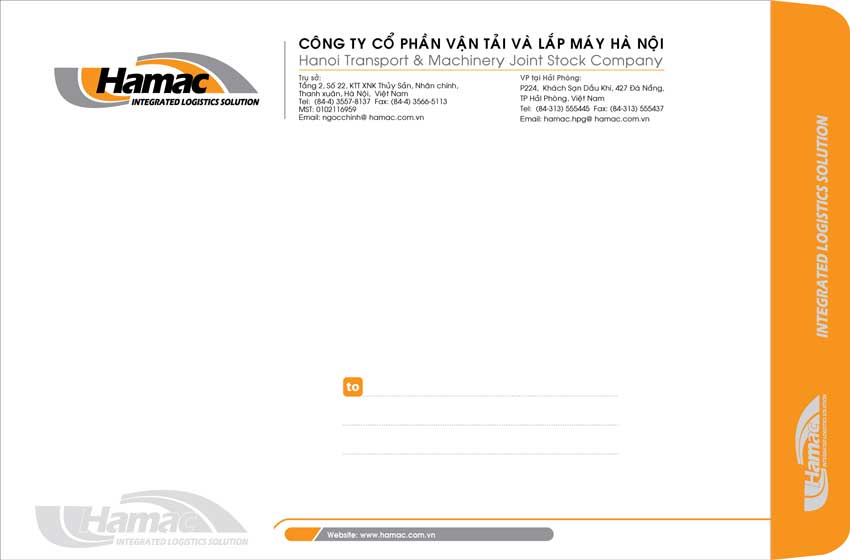 Hamac
INTEGRATED LOGISTICS SOLUTION
CÔNG TY CỔ PHẦN VẬN TẢI VÀ LẮP MÁY HÀ NỘI
Hanoi Transport & Machinery Joint Stock Company
Trụ sở:
Tầng 2, Số 22, KTT XNK Thủy Sản, Nhân chính,
Thanh xuân, Hà Nội, Việt Nam
Tel: (84-4) 3557-8137 Fax: (84-4) 3566-5113
MST: 0102116959
Email: ngocchinh@ hamac.com.vn
VP tại Hải Phòng:
P224, Khách Sạn Dầu Khí, 427 Đà Nẵng,
TP Hải Phòng, Việt Nam
Tel: (84-313) 555445 Fax: (84-313) 555437
Email: hamac.hpg@ hamac.com.vn
INTEGRATED LOGISTICS SOLUTION
to
Hamac
INTEGRATED LOGISTICS SOLUTION
Hamac
INTEGRATED LOGISTICS SOLUTION
Website: www.hamac.com.vn